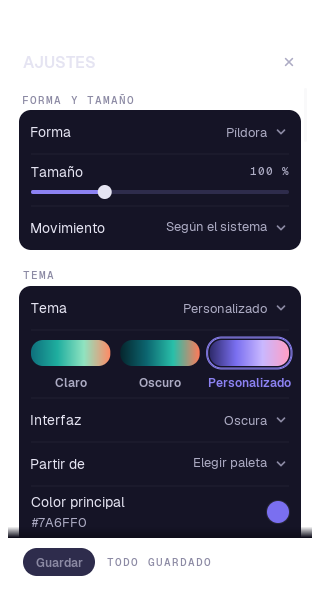 AJUSTES
FORMA Y TAMAÑO
Forma Píldora
Tamaño 100 %
Movimiento Según el sistema
TEMA
Tema Personalizado
Claro Oscuro Personalizado
Interfaz Oscura
Partir de Elegir paleta
Color principal
#7A6FF0
Guardar TODO GUARDADO